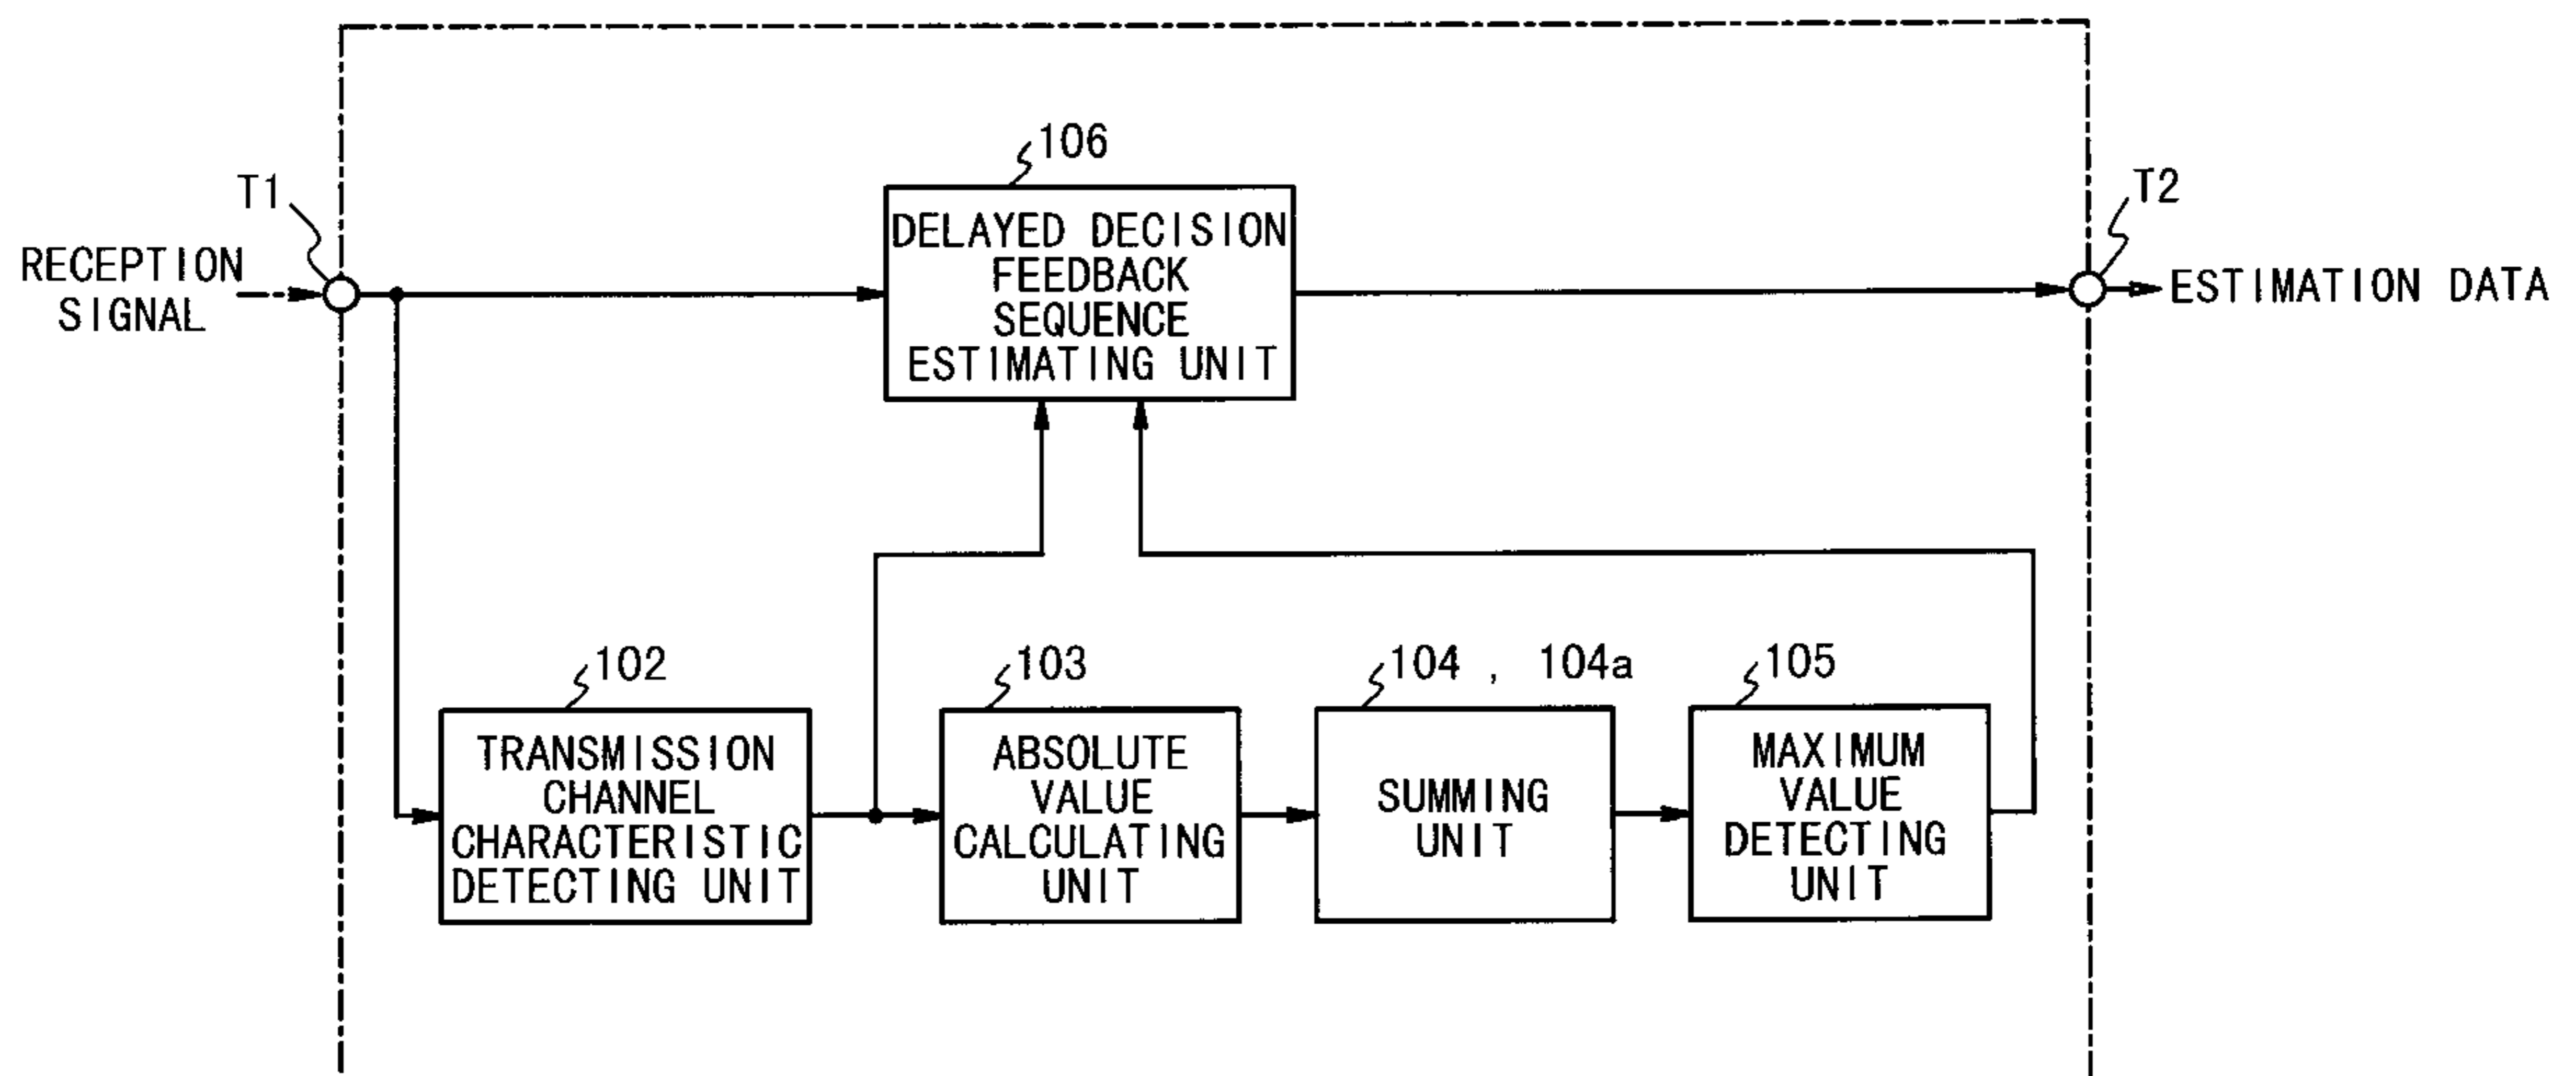 106
T1
T2
RECEPTION
SIGNAL
DELAYED DECISION
FEEDBACK
SEQUENCE
ESTIMATING UNIT
ESTIMATION DATA
102
103
104 , 104a
105
TRANSMISSION
CHANNEL
CHARACTERISTIC
DETECTING UNIT
ABSOLUTE
VALUE
CALCULATING
UNIT
SUMMING
UNIT
MAXIMUM
VALUE
DETECTING
UNIT